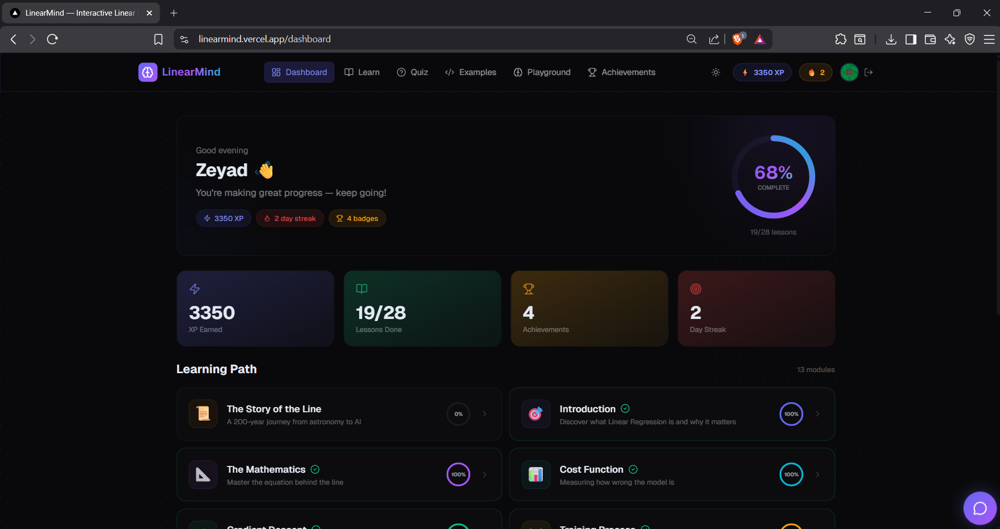 LinearMind — Interactive Linear
linearmind.vercel.app/dashboard
5
LinearMind
Dashboard
Learn
Quiz
Examples
Playground
Achievements
3350 XP
2
Good evening
Zeyad 👋
You're making great progress — keep going!
3350 XP
2 day streak
4 badges
68%
COMPLETE
19/28 lessons
3350
XP Earned
19/28
Lessons Done
4
Achievements
2
Day Streak
Learning Path
13 modules
The Story of the Line
A 200-year journey from astronomy to AI
0%
Introduction
Discover what Linear Regression is and why it matters
100%
The Mathematics
Master the equation behind the line
100%
Cost Function
Measuring how wrong the model is
100%
Gradient Descent
Training Process